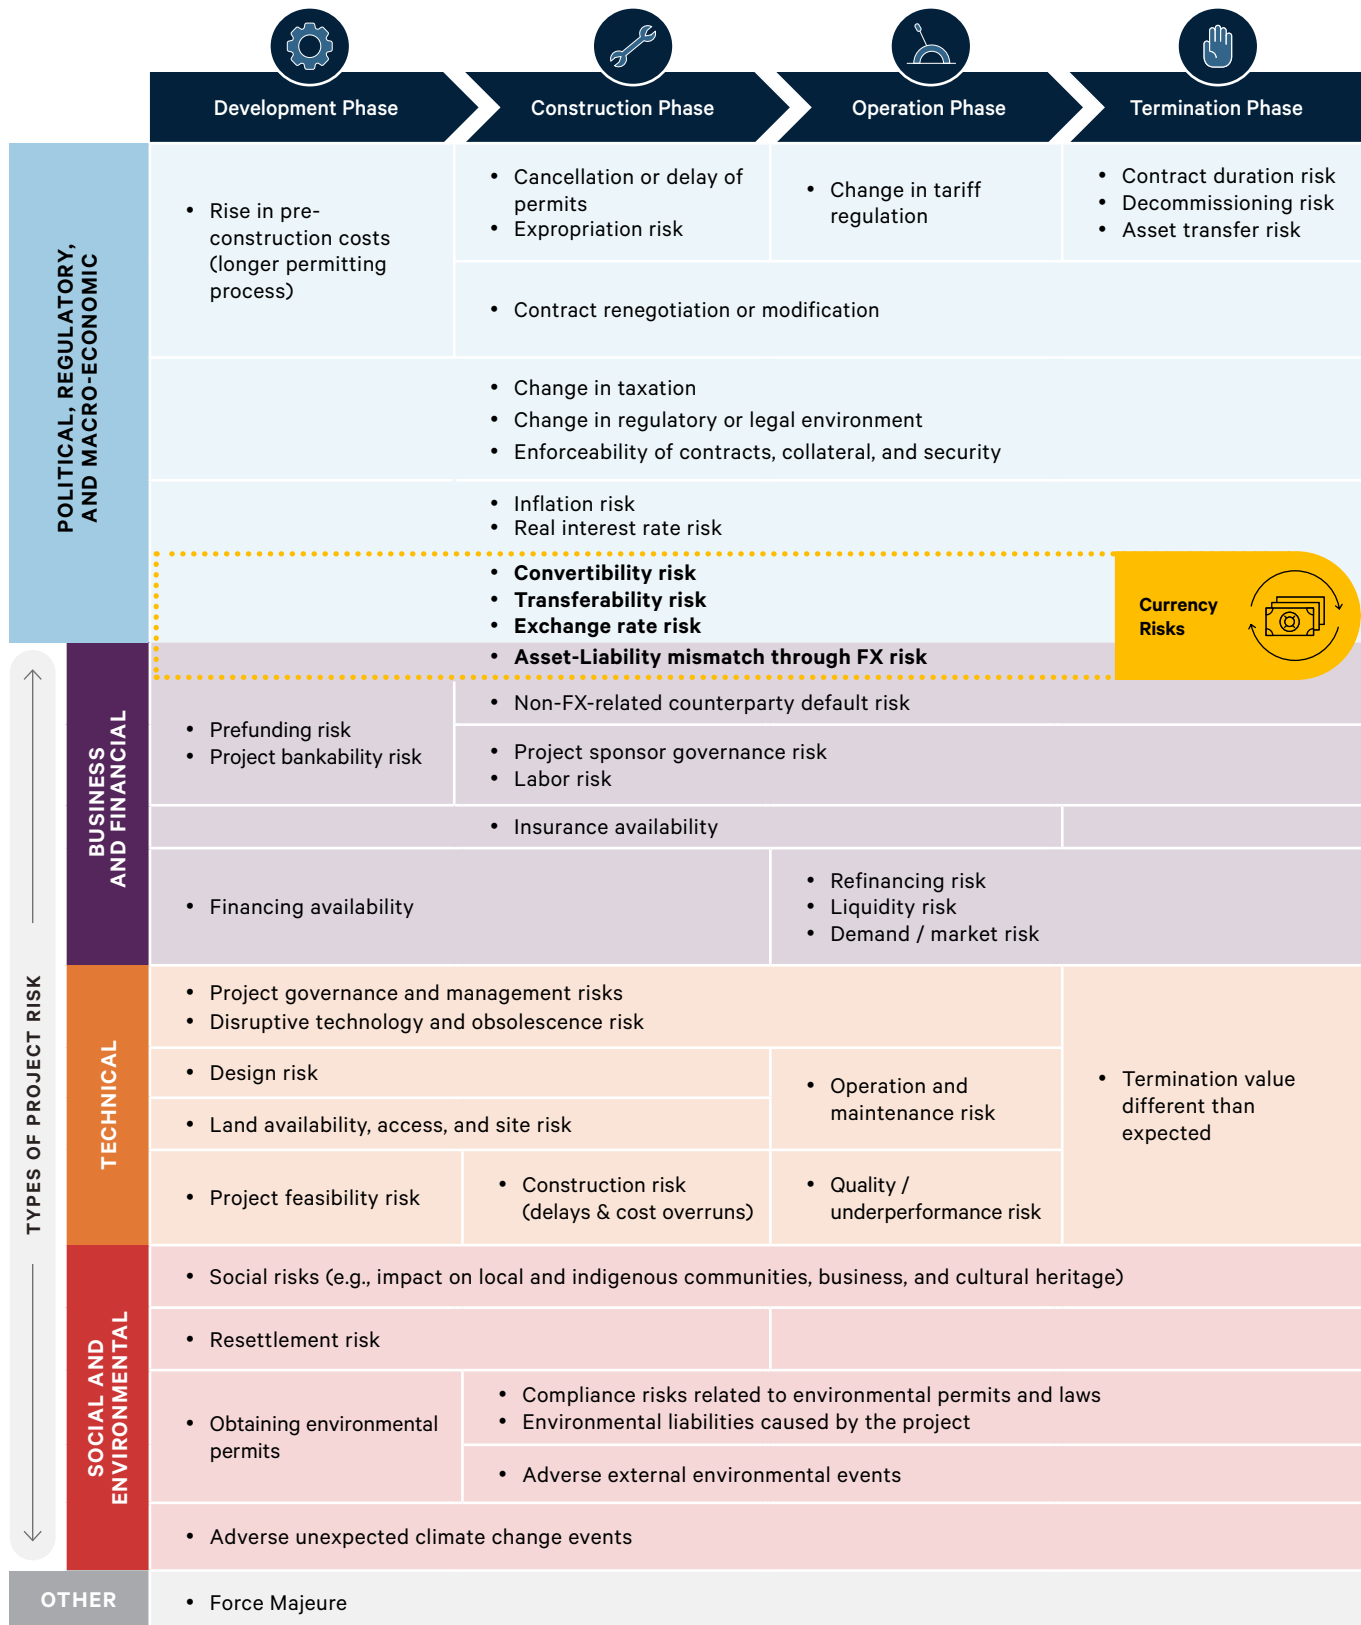 Development Phase
Construction Phase
Operation Phase
Termination Phase
POLITICAL, REGULATORY,
AND MACRO-ECONOMIC
• Rise in pre-
construction costs
(longer permitting
process)
• Cancellation or delay of
permits
• Expropriation risk
• Change in tariff
regulation
• Contract duration risk
• Decommissioning risk
• Asset transfer risk
• Contract renegotiation or modification
• Change in taxation
• Change in regulatory or legal environment
• Enforceability of contracts, collateral, and security
• Inflation risk
• Real interest rate risk
• Convertibility risk
• Transferability risk
• Exchange rate risk
• Asset-Liability mismatch through FX risk
Currency
Risks
TYPES OF PROJECT RISK
BUSINESS
AND FINANCIAL
• Prefunding risk
• Project bankability risk
• Non-FX-related counterparty default risk
• Project sponsor governance risk
• Labor risk
• Insurance availability
• Financing availability
• Refinancing risk
• Liquidity risk
• Demand / market risk
TECHNICAL
• Project governance and management risks
• Disruptive technology and obsolescence risk
• Design risk
• Land availability, access, and site risk
• Operation and
maintenance risk
• Termination value
different than
expected
• Project feasibility risk
• Construction risk
(delays & cost overruns)
• Quality /
underperformance risk
SOCIAL AND
ENVIRONMENTAL
• Social risks (e.g., impact on local and indigenous communities, business, and cultural heritage)
• Resettlement risk
• Obtaining environmental
permits
• Compliance risks related to environmental permits and laws
• Environmental liabilities caused by the project
• Adverse external environmental events
• Adverse unexpected climate change events
OTHER
• Force Majeure